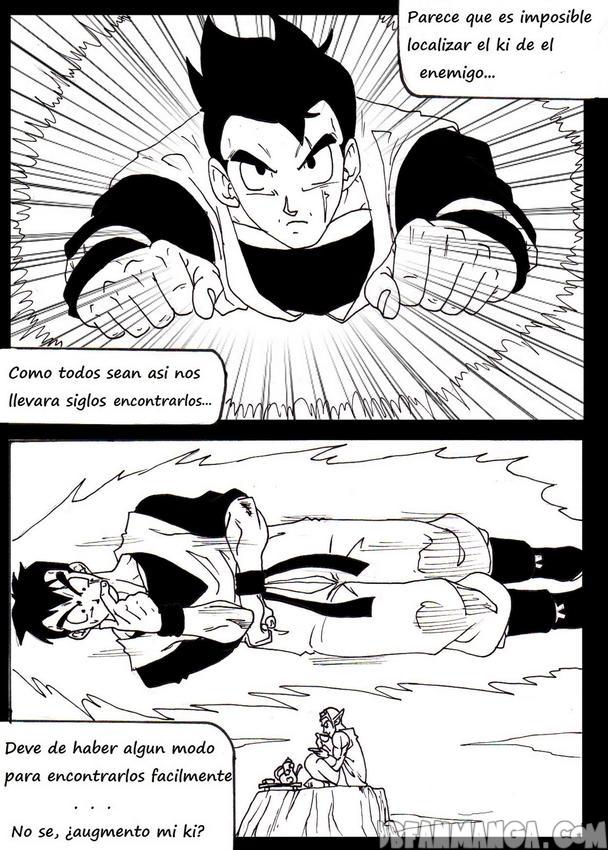 Parece que es imposible
localizar el ki de el
enemigo...
Como todos sean asi nos
llevara siglos encontrarlos...
Deve de haber algun modo
para encontrarlos facilmente
. . .
No se, ¿augmento mi ki?
DBFANMANGA.COM